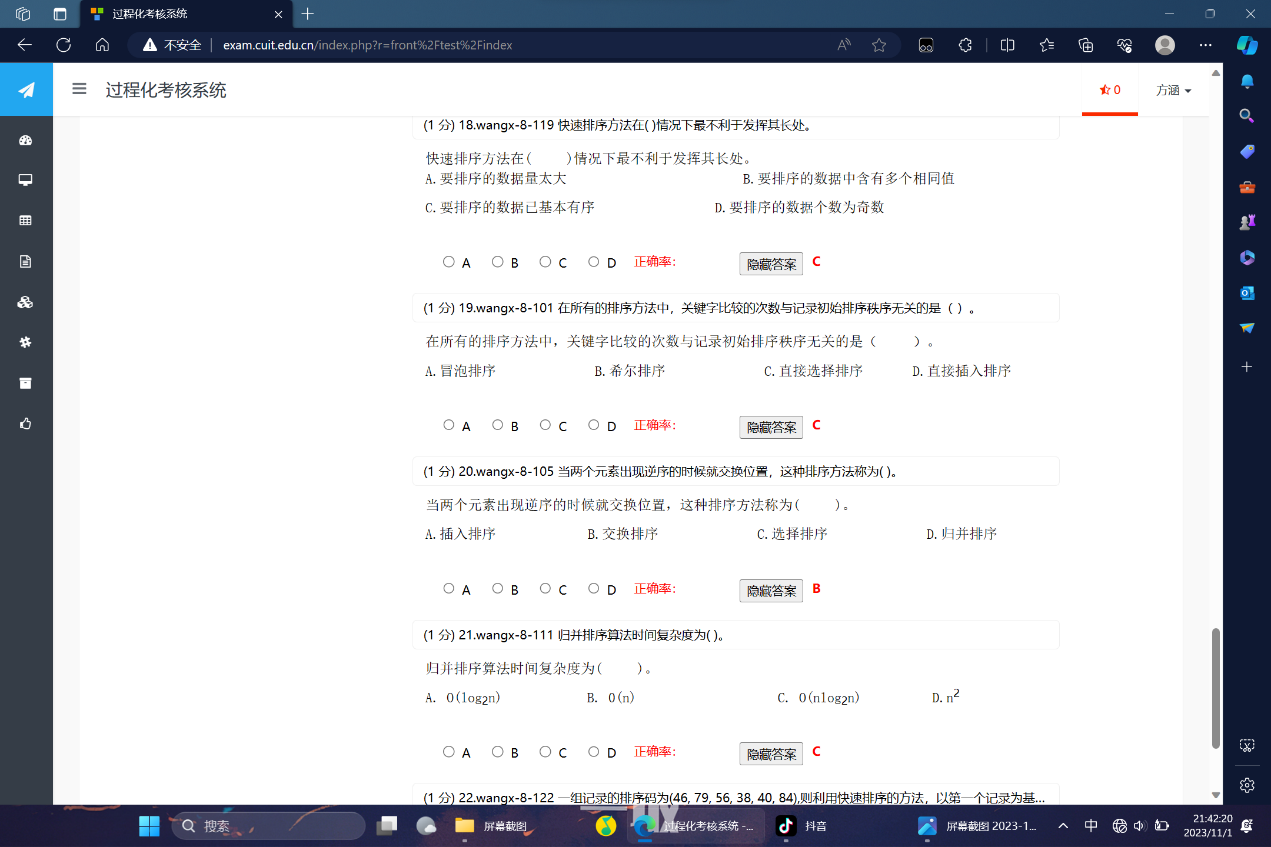 过程化考核系统
不安全 exam.cuit.edu.cn/index.php?r=front%2Ftest%2Findex
过程化考核系统
0
方涵
(1 分) 18.wangx-8-119 快速排序方法在( )情况下最不利于发挥其长处。
快速排序方法在( )情况下最不利于发挥其长处。
A.要排序的数据量太大 B.要排序的数据中含有多个相同值
C.要排序的数据已基本有序 D.要排序的数据个数为奇数
A B C D 正确率: 隐藏答案 C
(1 分) 19.wangx-8-101 在所有的排序方法中，关键字比较的次数与记录初始排序秩序无关的是（ ）。
在所有的排序方法中，关键字比较的次数与记录初始排序秩序无关的是（ ）。
A.冒泡排序 B.希尔排序 C.直接选择排序 D.直接插入排序
A B C D 正确率: 隐藏答案 C
(1 分) 20.wangx-8-105 当两个元素出现逆序的时候就交换位置，这种排序方法称为( )。
当两个元素出现逆序的时候就交换位置，这种排序方法称为( )。
A.插入排序 B.交换排序 C.选择排序 D.归并排序
A B C D 正确率: 隐藏答案 B
(1 分) 21.wangx-8-111 归并排序算法时间复杂度为( )。
归并排序算法时间复杂度为( )。
A. O(log₂n) B. O(n) C. O(nlog₂n) D.n²
A B C D 正确率: 隐藏答案 C
(1 分) 22.wangx-8-122 一组记录的排序码为(46, 79, 56, 38, 40, 84),则利用快速排序的方法，以第一个记录为基...
搜索 屏幕截图 过程化考核系统 -... 抖音 屏幕截图 2023-1... 中 21:42:20
2023/11/1